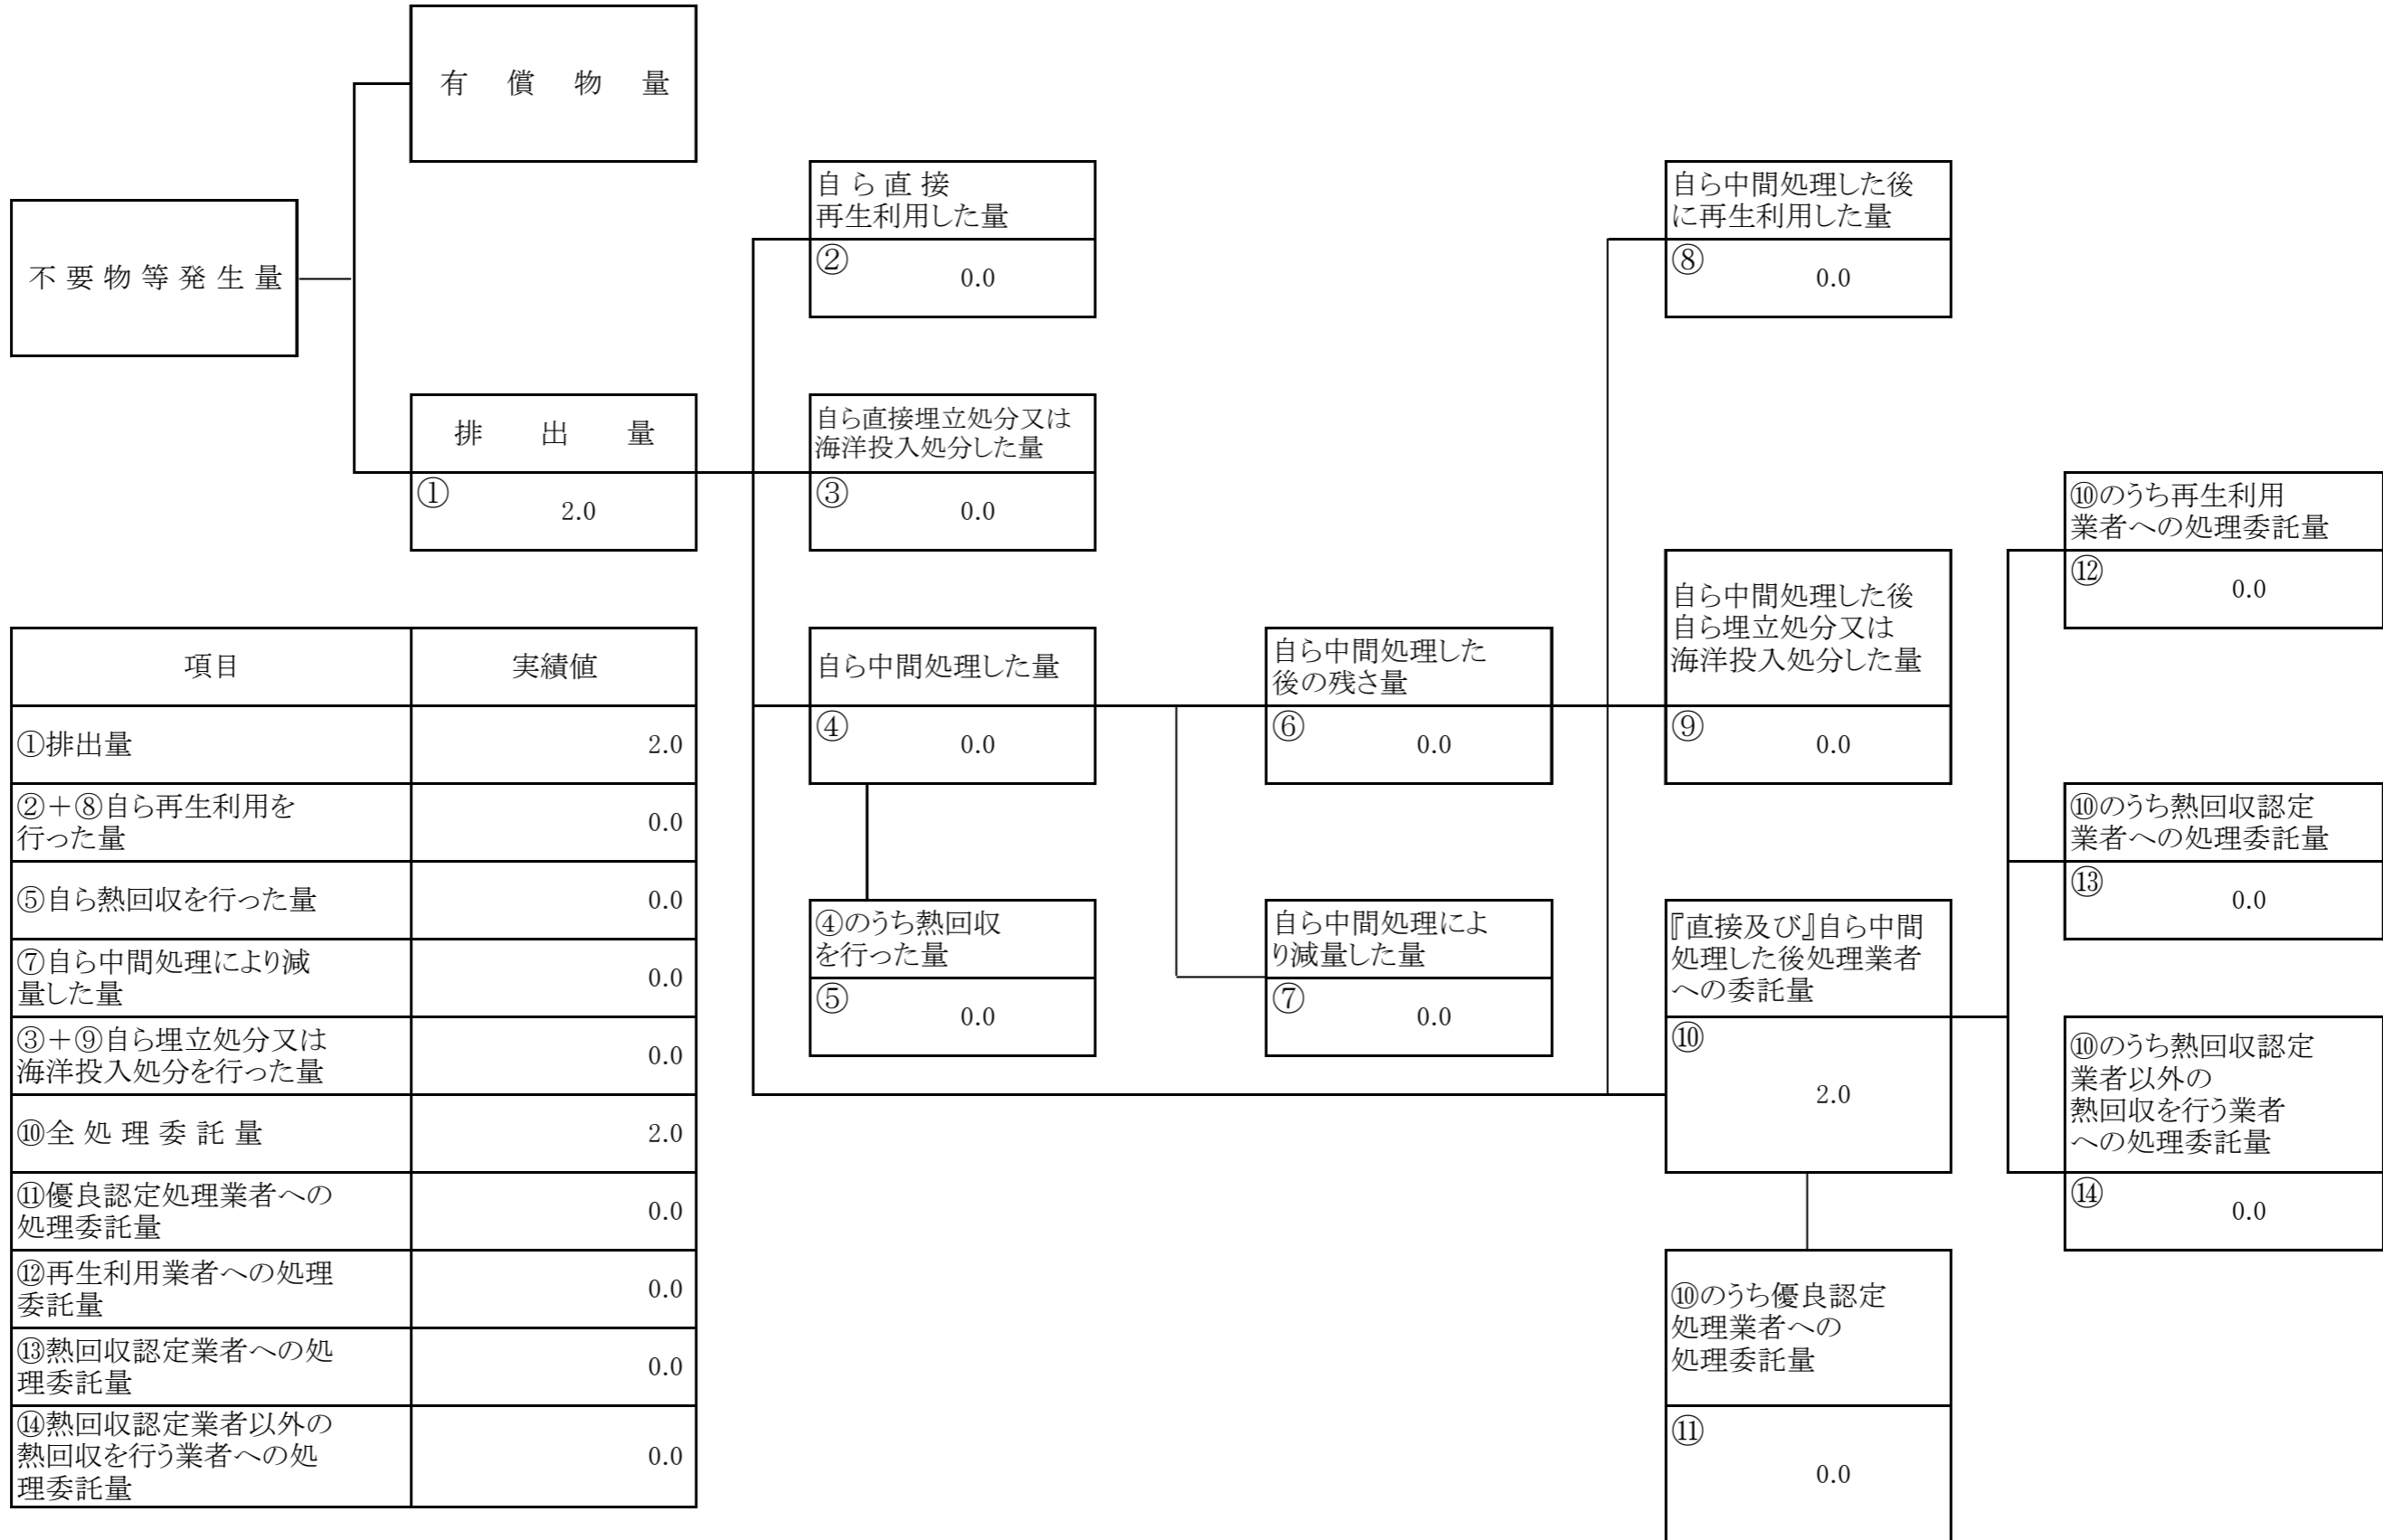 有償物量
不要物等発生量
自ら直接
再生利用した量
②
0.0
自ら中間処理した後
に再生利用した量
⑧
0.0
排出量
①
2.0
自ら直接埋立処分又は
海洋投入処分した量
③
0.0
⑩のうち再生利用
業者への処理委託量
⑫
0.0
自ら中間処理した量
④
0.0
自ら中間処理した
後の残さ量
⑥
0.0
自ら中間処理した後
自ら埋立処分又は
海洋投入処分した量
⑨
0.0
⑩のうち熱回収認定
業者への処理委託量
⑬
0.0
④のうち熱回収
を行った量
⑤
0.0
自ら中間処理によ
り減量した量
⑦
0.0
『直接及び』自ら中間
処理した後処理業者
への委託量
⑩
2.0
⑩のうち熱回収認定
業者以外の
熱回収を行う業者
への処理委託量
⑭
0.0
⑩のうち優良認定
処理業者への
処理委託量
⑪
0.0
項目 実績値
①排出量 2.0
②+⑧自ら再生利用を
行った量 0.0
⑤自ら熱回収を行った量 0.0
⑦自ら中間処理により減
量した量 0.0
③+⑨自ら埋立処分又は
海洋投入処分を行った量 0.0
⑩全処理委託量 2.0
⑪優良認定処理業者への
処理委託量 0.0
⑫再生利用業者への処理
委託量 0.0
⑬熱回収認定業者への処
理委託量 0.0
⑭熱回収認定業者以外の
熱回収を行う業者への処
理委託量 0.0